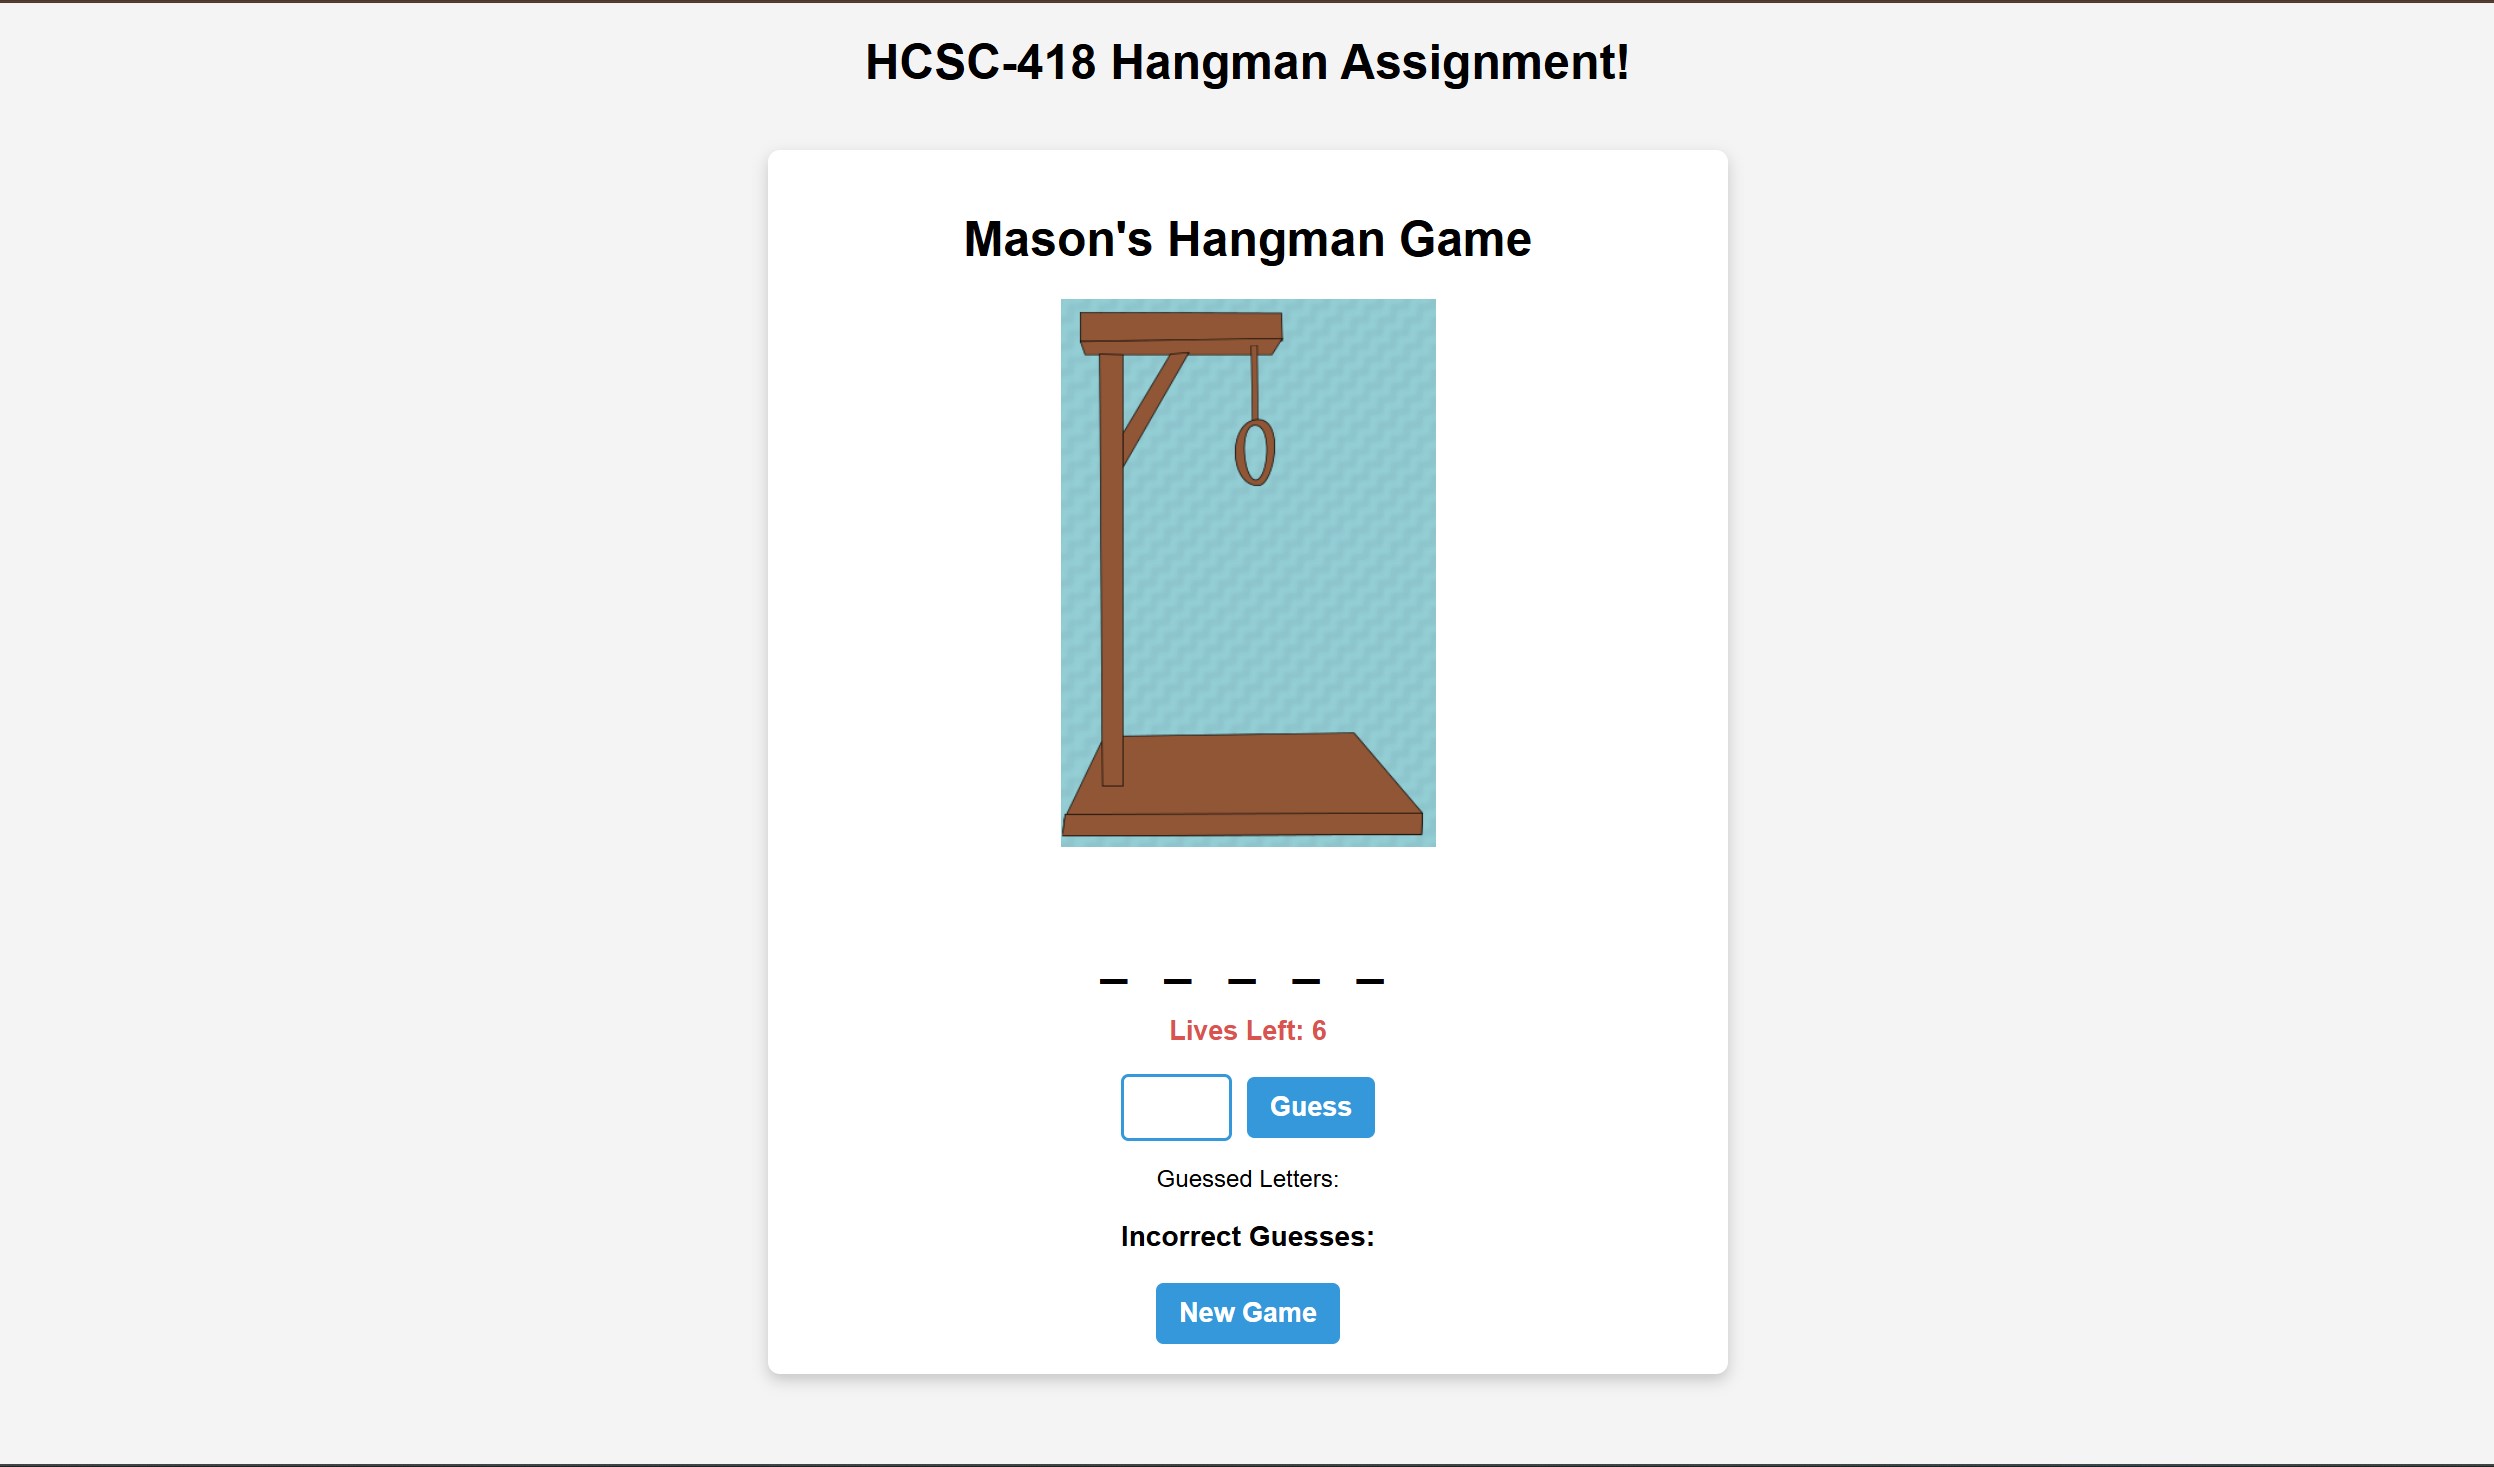 HCSC-418 Hangman Assignment!
Mason's Hangman Game
_ _ _ _ _
Lives Left: 6
Guess
Guessed Letters:
Incorrect Guesses:
New Game